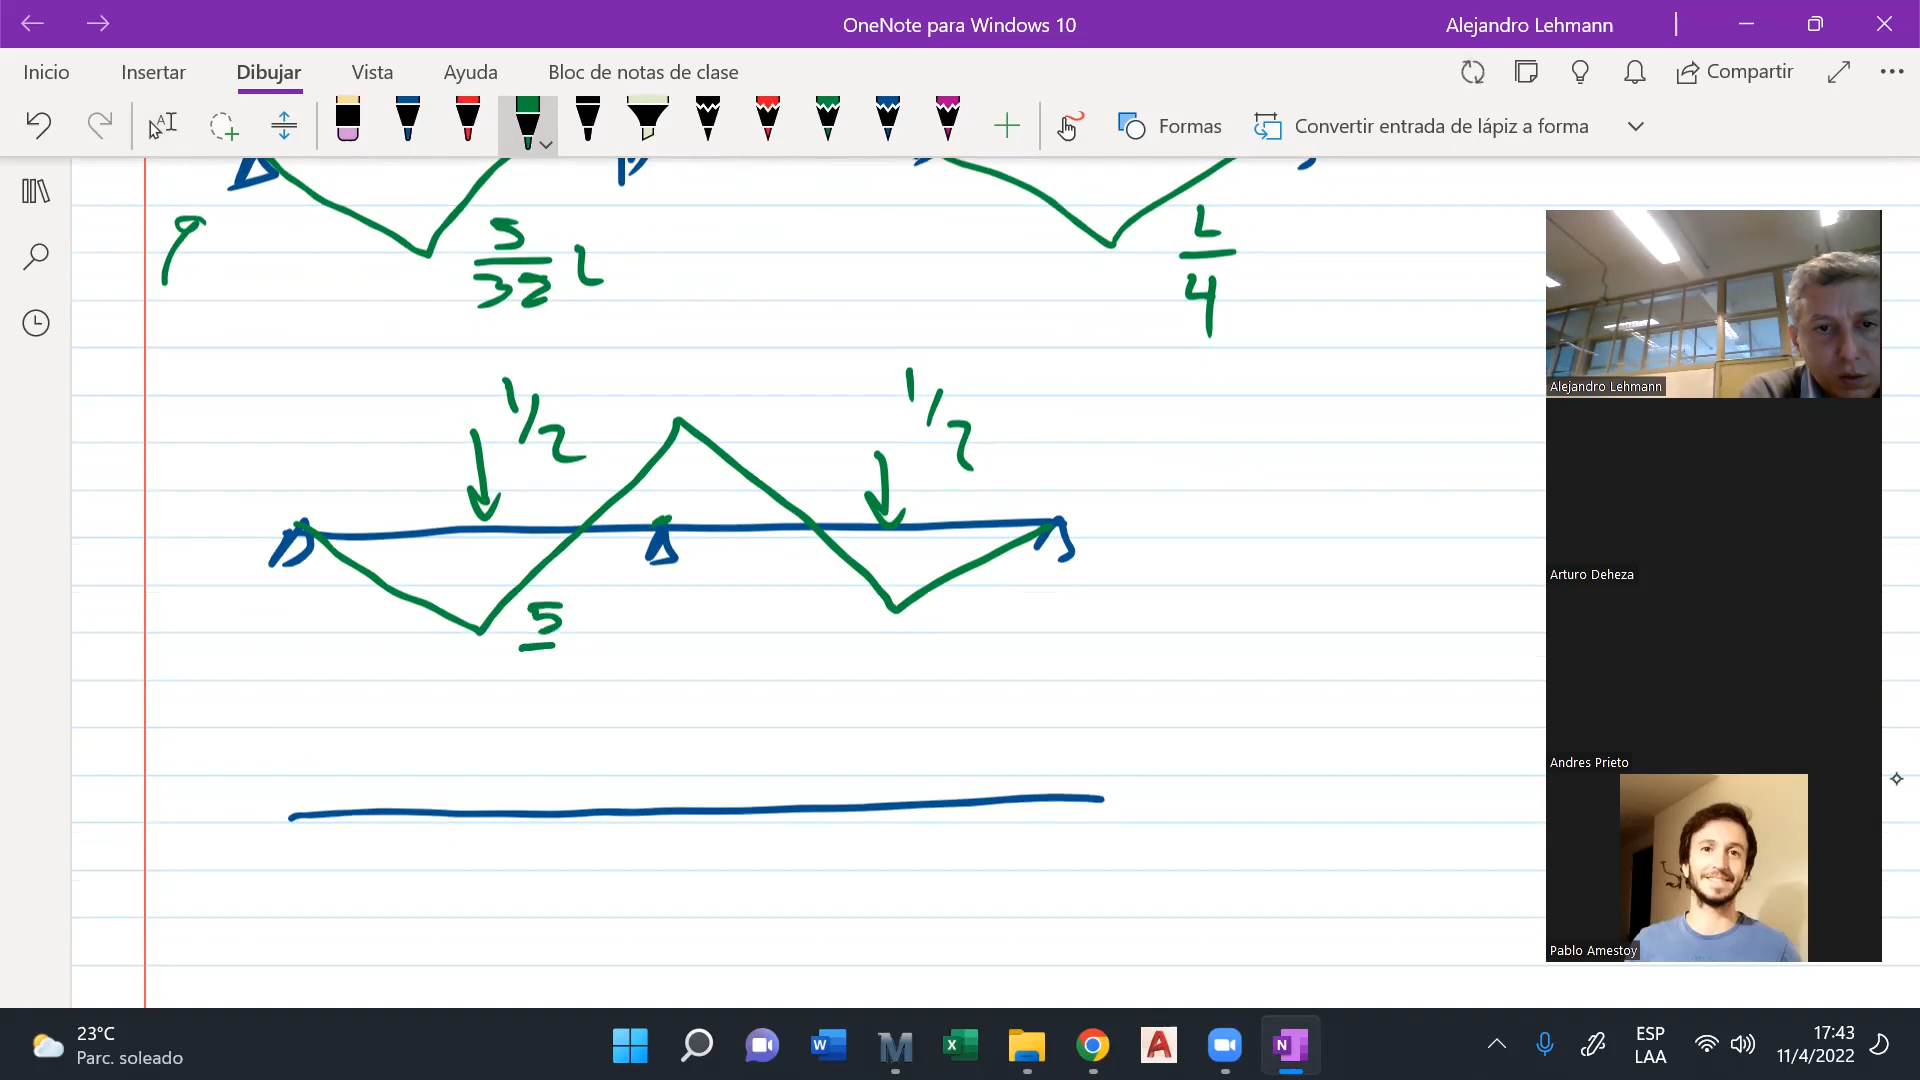 OneNote para Windows 10
Alejandro Lehmann
Inicio Insertar Dibujar Vista Ayuda Bloc de notas de clase
Compartir
Formas
Convertir entrada de lápiz a forma
5/32 L
L/4
1/2
1/2
5
Alejandro Lehmann
Arturo Deheza
Andres Prieto
Pablo Amestoy
23°C
Parc. soleado
ESP
LAA
17:43
11/4/2022